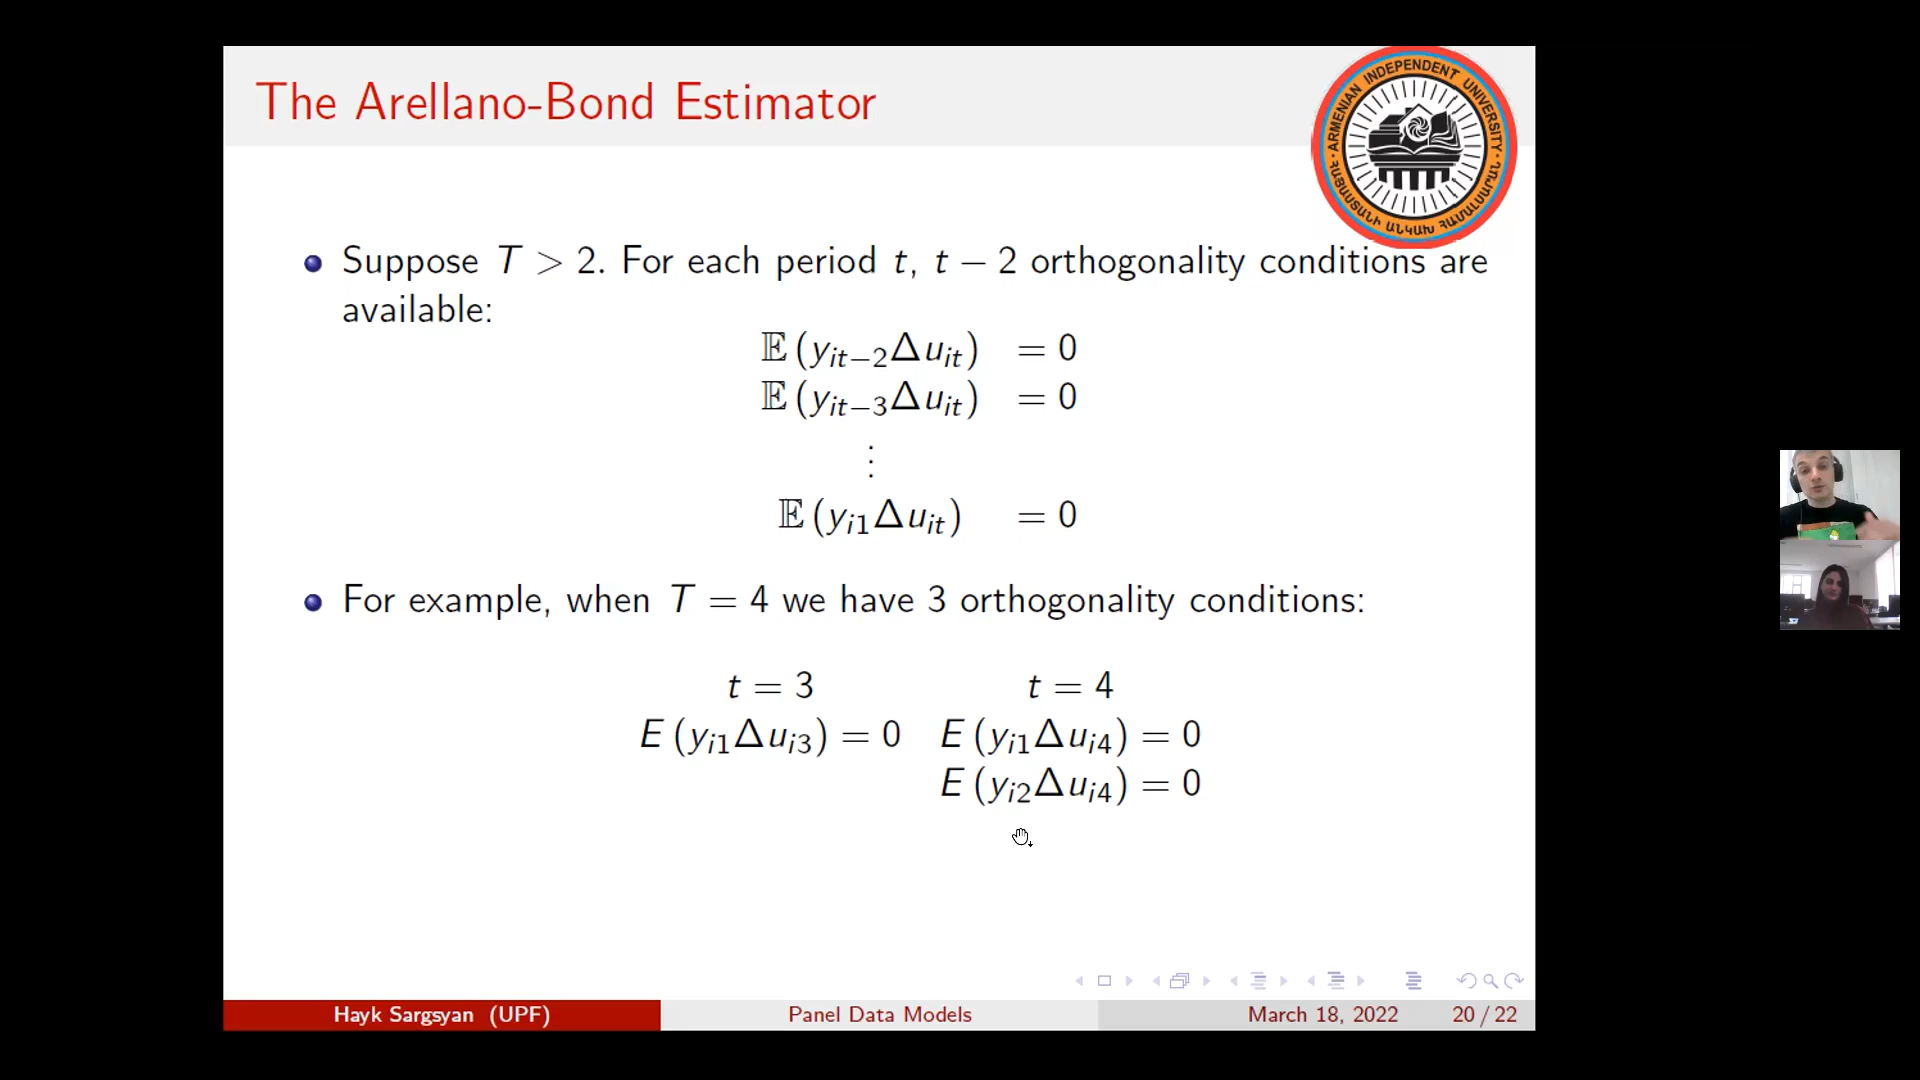 The Arellano-Bond Estimator
ARMENIAN INDEPENDENT UNIVERSITY
ՀԱՅԱՍՏԱՆԻ ԱՆԿԱԽ ՀԱՄԱԼՍԱՐԱՆ
Suppose T > 2. For each period t, t − 2 orthogonality conditions are
available:
𝔼 (y_{it−2}Δu_{it}) = 0
𝔼 (y_{it−3}Δu_{it}) = 0
⋮
𝔼 (y_{i1}Δu_{it}) = 0
For example, when T = 4 we have 3 orthogonality conditions:
t = 3 t = 4
E (y_{i1}Δu_{i3}) = 0 E (y_{i1}Δu_{i4}) = 0
E (y_{i2}Δu_{i4}) = 0
Hayk Sargsyan (UPF) Panel Data Models March 18, 2022 20 / 22